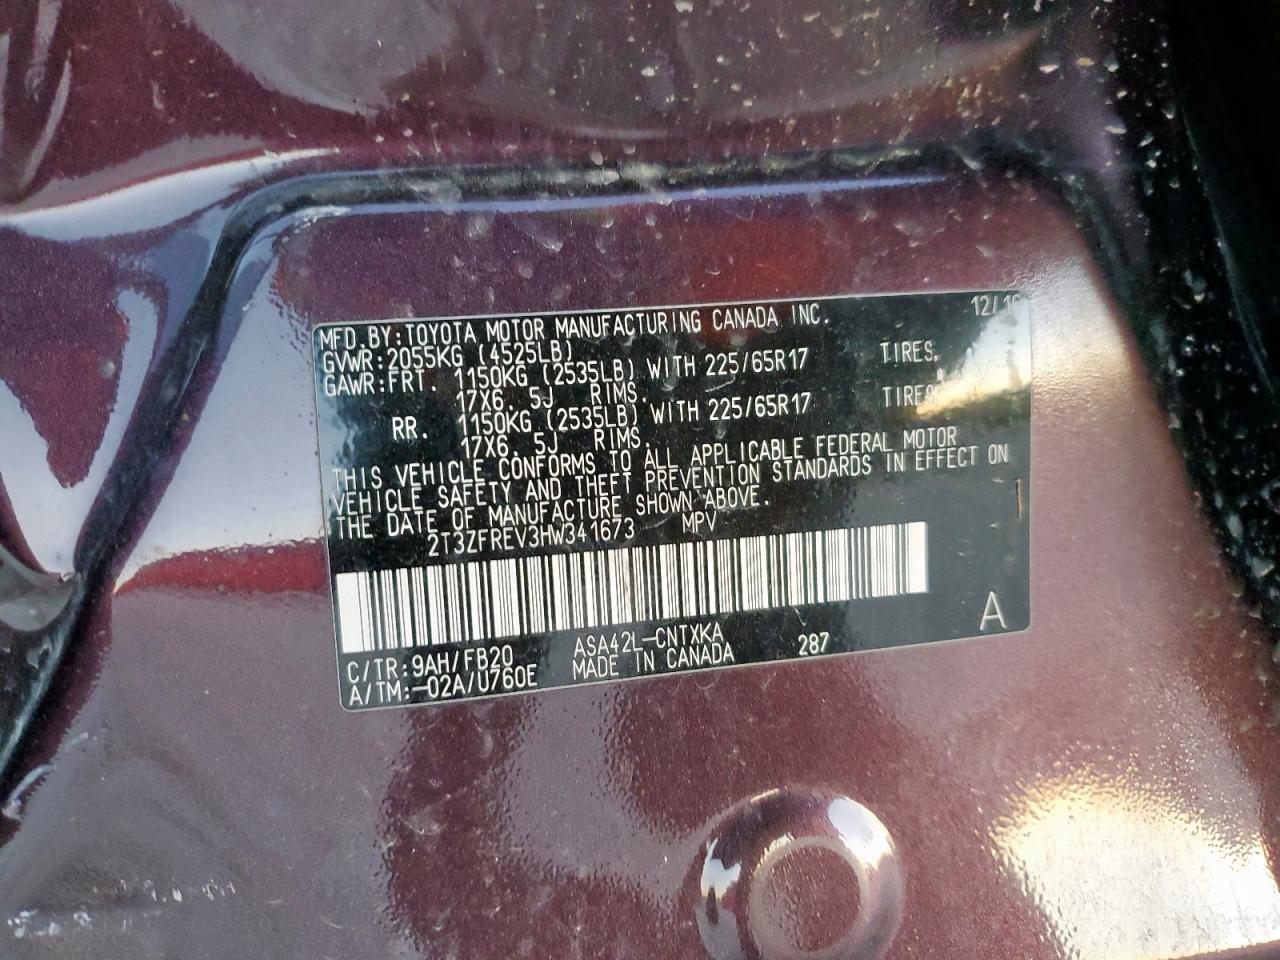 MFD.BY:TOYOTA MOTOR MANUFACTURING CANADA INC. 12/16
GVWR:2055KG (4525LB)
GAWR:FRT. 1150KG (2535LB) WITH 225/65R17 TIRES,
17X6.5J RIMS.
RR. 1150KG (2535LB) WITH 225/65R17 TIRES,
17X6.5J RIMS.
THIS VEHICLE CONFORMS TO ALL APPLICABLE FEDERAL MOTOR
VEHICLE SAFETY AND THEFT PREVENTION STANDARDS IN EFFECT ON
THE DATE OF MANUFACTURE SHOWN ABOVE.
2T3ZFREV3HW341673 MPV
C/TR:9AH/FB20 ASA42L-CNTXKA 287 A
A/TM:-02A/U760E MADE IN CANADA